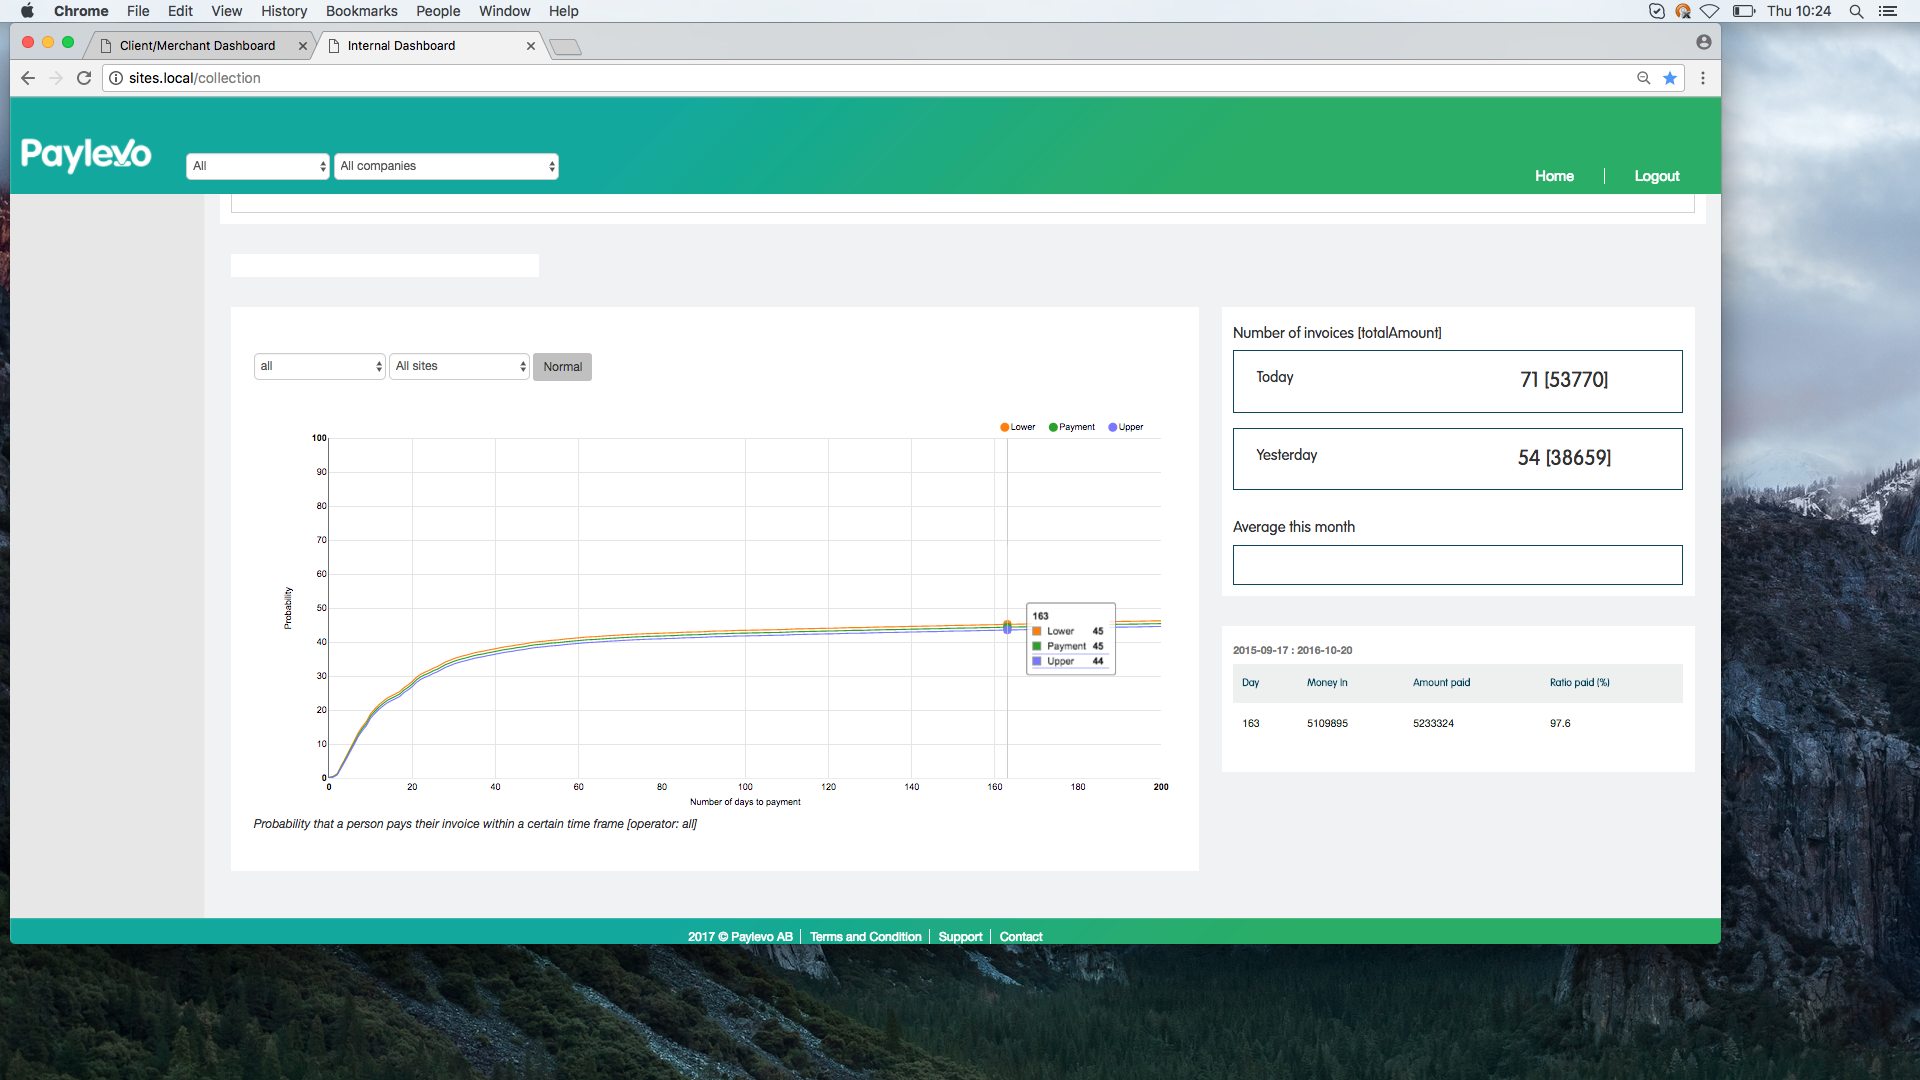 Chrome File Edit View History Bookmarks People Window Help Thu 10:24
Client/Merchant Dashboard Internal Dashboard
sites.local/collection
Paylevo
All All companies
Home Logout
all All sites Normal
Lower Payment Upper
100
90
80
70
60
50
40
30
20
10
0
Probability
0 20 40 60 80 100 120 140 160 180 200
Number of days to payment
163
Lower 45
Payment 45
Upper 44
Probability that a person pays their invoice within a certain time frame [operator: all]
Number of invoices [totalAmount]
Today 71 [53770]
Yesterday 54 [38659]
Average this month
2015-09-17 : 2016-10-20
Day Money In Amount paid Ratio paid (%)
163 5109895 5233324 97.6
2017 © Paylevo AB Terms and Condition Support Contact